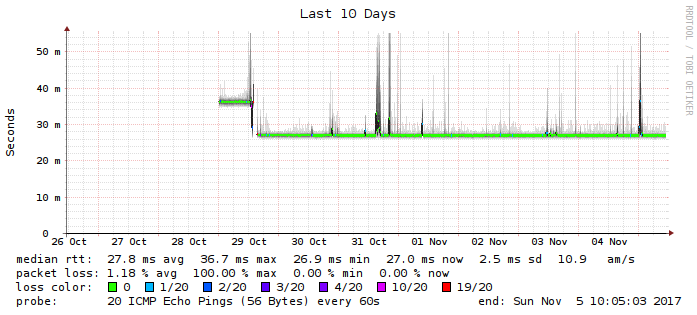 Last 10 Days
RRDTOOL / TOBI OETIKER
Seconds
50 m
40 m
30 m
20 m
10 m
0
26 Oct 27 Oct 28 Oct 29 Oct 30 Oct 31 Oct 01 Nov 02 Nov 03 Nov 04 Nov
median rtt: 27.8 ms avg 36.7 ms max 26.9 ms min 27.0 ms now 2.5 ms sd 10.9 am/s
packet loss: 1.18 % avg 100.00 % max 0.00 % min 0.00 % now
loss color: 0 1/20 2/20 3/20 4/20 10/20 19/20
probe: 20 ICMP Echo Pings (56 Bytes) every 60s end: Sun Nov 5 10:05:03 2017